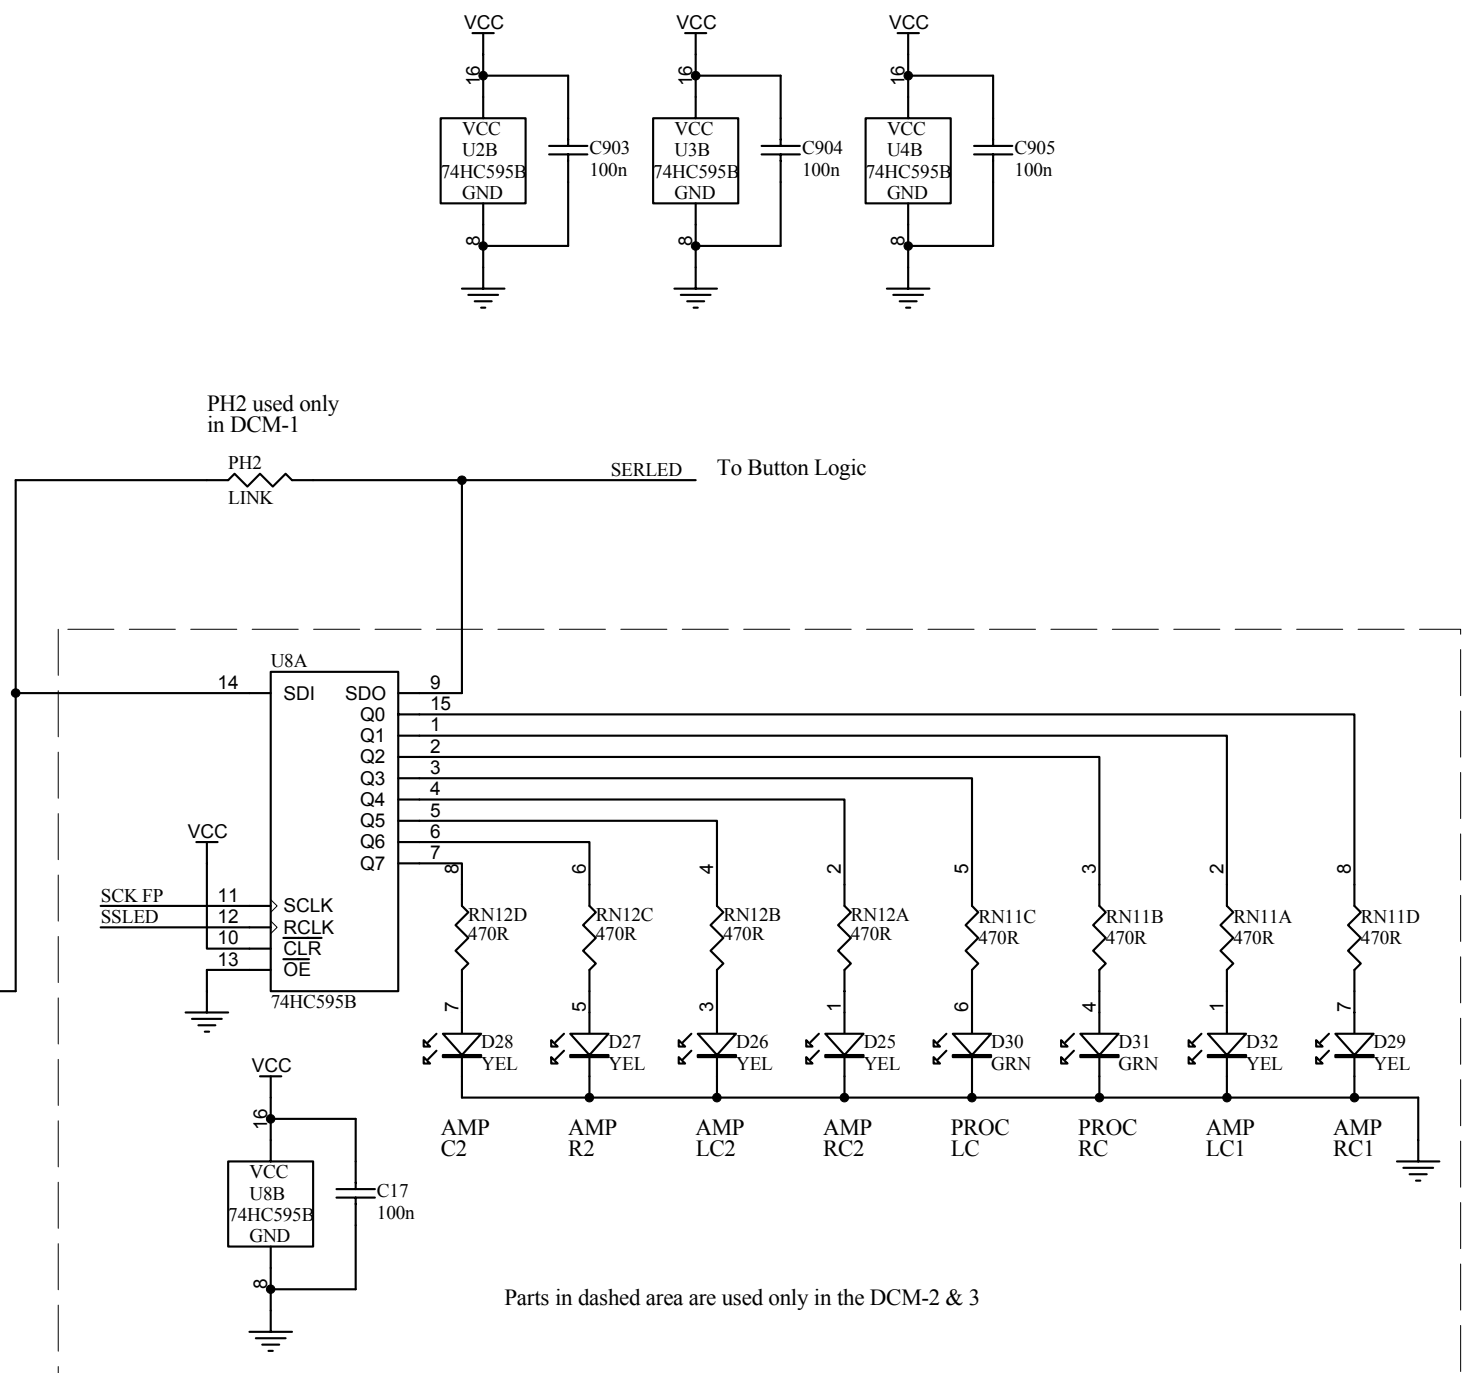 VCC VCC VCC
16 16 16
VCC VCC VCC
U2B C903 U3B C904 U4B C905
74HC595B 100n 74HC595B 100n 74HC595B 100n
GND GND GND
8 8 8
PH2 used only
in DCM-1
PH2
LINK
SERLED To Button Logic
U8A
14 SDI SDO 9
Q0 15
Q1 1
Q2 2
Q3 3
Q4 4
Q5 5
Q6 6
Q7 7
VCC
SCK FP 11 SCLK
SSLED 12 RCLK
10 CLR
13 OE
74HC595B
8 6 4 2 5 3 2 8
RN12D RN12C RN12B RN12A RN11C RN11B RN11A RN11D
470R 470R 470R 470R 470R 470R 470R 470R
7 5 3 1 6 4 1 7
D28 D27 D26 D25 D30 D31 D32 D29
YEL YEL YEL YEL GRN GRN YEL YEL
AMP AMP AMP AMP PROC PROC AMP AMP
C2 R2 LC2 RC2 LC RC LC1 RC1
VCC
16
VCC
U8B C17
74HC595B 100n
GND
8
Parts in dashed area are used only in the DCM-2 & 3